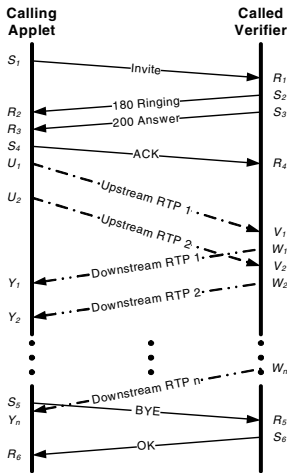 Calling Applet
Called Verifier
S1
Invite
R1
S2
180 Ringing
R2
S3
200 Answer
R3
S4
ACK
R4
U1
Upstream RTP 1
V1
U2
Upstream RTP 2
V2
W1
Downstream RTP 1
Y1
W2
Downstream RTP 2
Y2
Wn
Downstream RTP n
Yn
S5
BYE
R5
S6
OK
R6